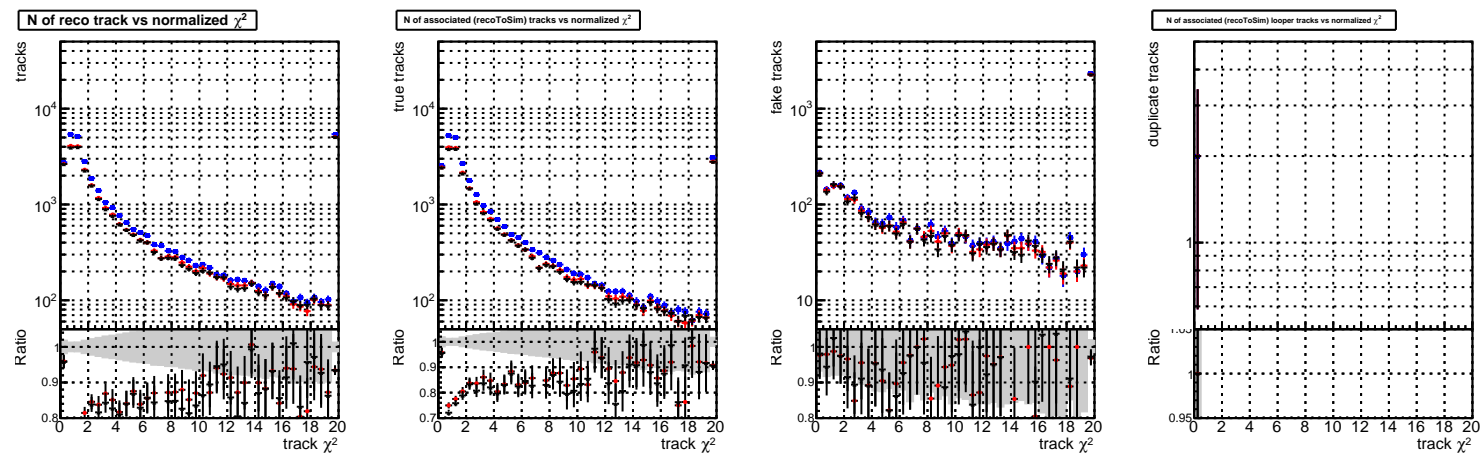 N of reco track vs normalized χ²
tracks
10⁴
10³
10²
Ratio
1
0.9
0.8
0 2 4 6 8 10 12 14 16 18 20
track χ²
N of associated (recoToSim) tracks vs normalized χ²
true tracks
10⁴
10³
10²
Ratio
1
0.9
0.8
0.7
0 2 4 6 8 10 12 14 16 18 20
track χ²
fake tracks
10³
10²
10
Ratio
1
0.9
0.8
0 2 4 6 8 10 12 14 16 18 20
track χ²
N of associated (recoToSim) looper tracks vs normalized χ²
duplicate tracks
1
Ratio
1.05
1
0.95
0 2 4 6 8 10 12 14 16 18 20
track χ²